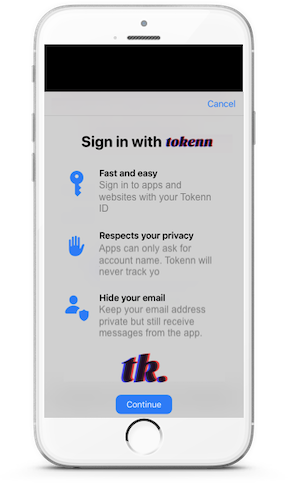 Cancel
Sign in with tokenn
Fast and easy
Sign in to apps and
websites with your Tokenn
ID
Respects your privacy
Apps can only ask for
account name. Tokenn will
never track yo
Hide your email
Keep your email address
private but still receive
messages from the app.
tk.
Continue